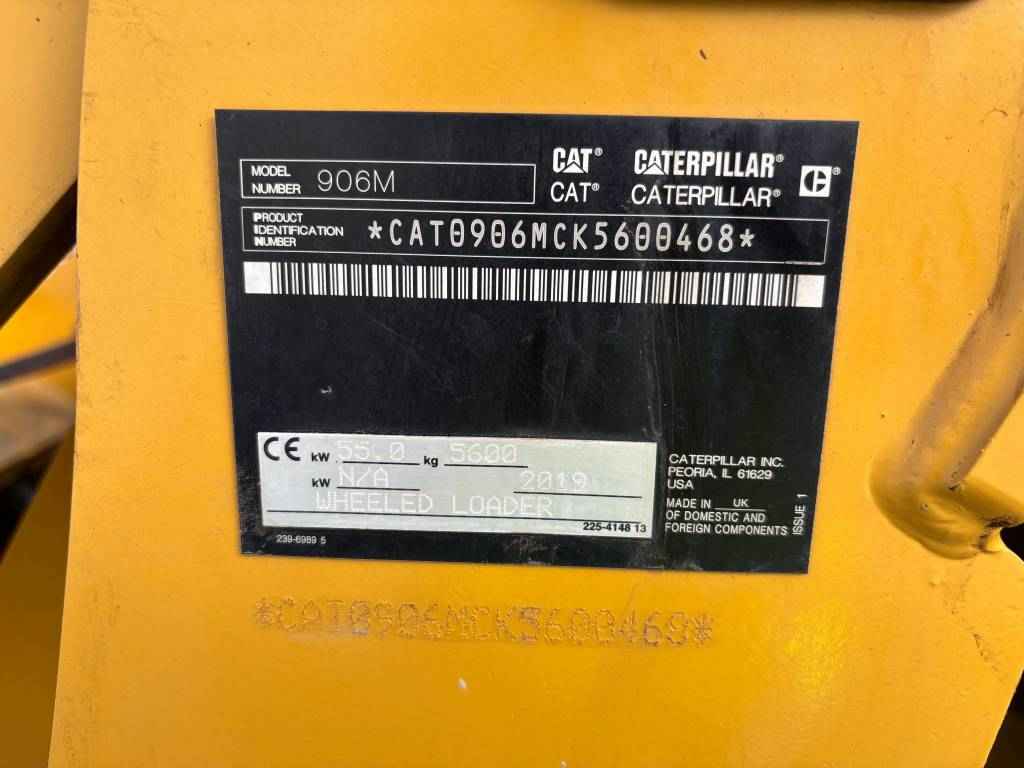 CAT® CATERPILLAR®
CAT® CATERPILLAR®
MODEL
NUMBER 906M
PRODUCT
IDENTIFICATION
NUMBER
*CAT0906MCK5600468*
CE kW 55.0 kg 5600
kW N/A 2019
WHEELED LOADER
225-4148 13
239-6989 5
CATERPILLAR INC.
PEORIA, IL 61629
USA
MADE IN UK
OF DOMESTIC AND
FOREIGN COMPONENTS
ISSUE 1
*CAT0906MCK5600468*